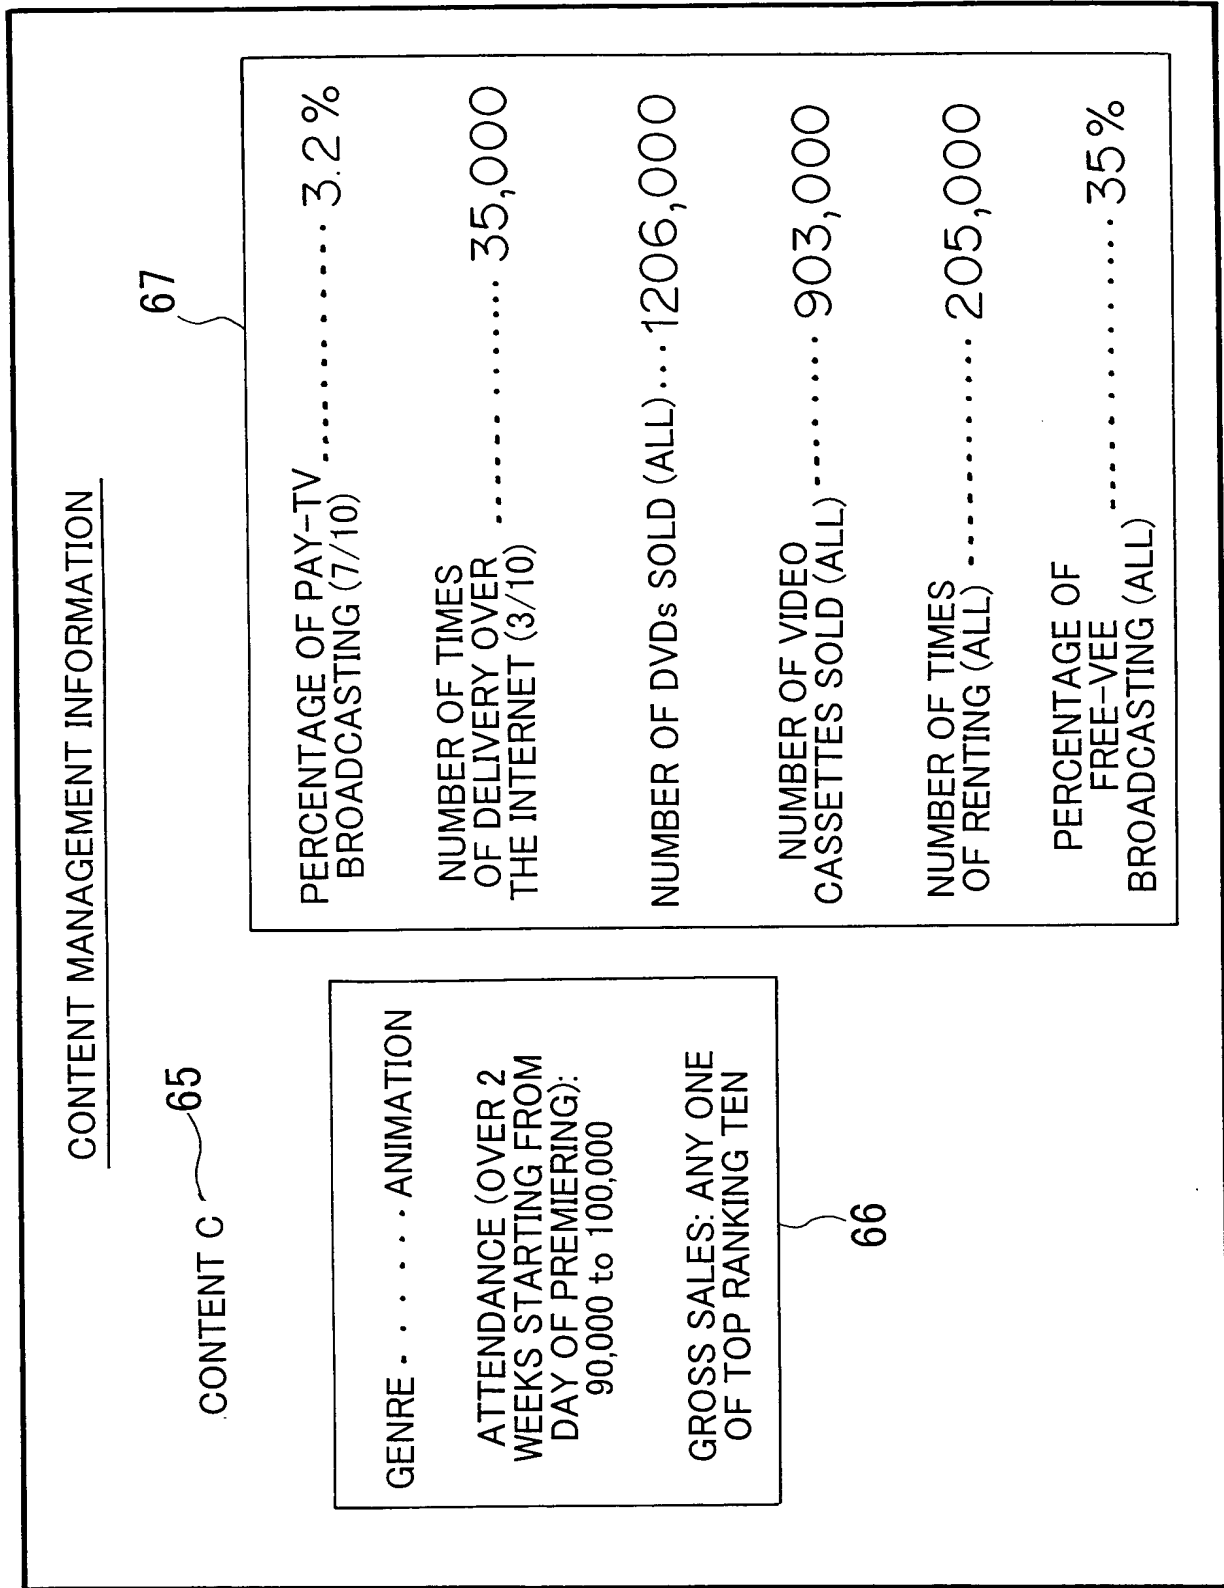 CONTENT MANAGEMENT INFORMATION
CONTENT C
65
GENRE . . . . . . . ANIMATION
ATTENDANCE (OVER 2
WEEKS STARTING FROM
DAY OF PREMIERING):
90,000 to 100,000
GROSS SALES: ANY ONE
OF TOP RANKING TEN
66
67
PERCENTAGE OF PAY-TV
BROADCASTING (7/10) .............. 3.2%
NUMBER OF TIMES
OF DELIVERY OVER
THE INTERNET (3/10) .............. 35,000
NUMBER OF DVDs SOLD (ALL) ... 1206,000
NUMBER OF VIDEO
CASSETTES SOLD (ALL) ......... 903,000
NUMBER OF TIMES
OF RENTING (ALL) ............. 205,000
PERCENTAGE OF
FREE-VEE
BROADCASTING (ALL) ................ 35%